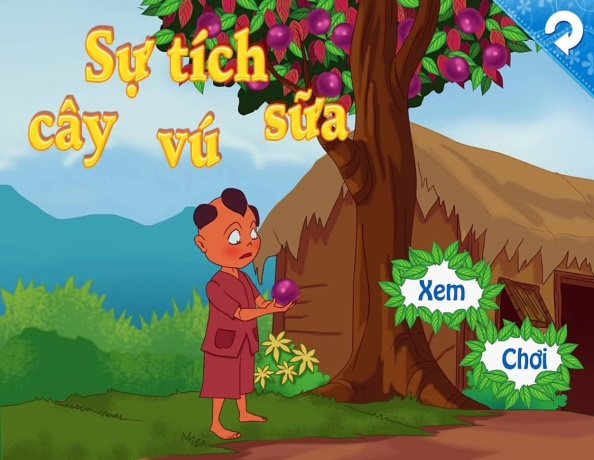 Sự tích
cây vú sữa
Xem
Chơi